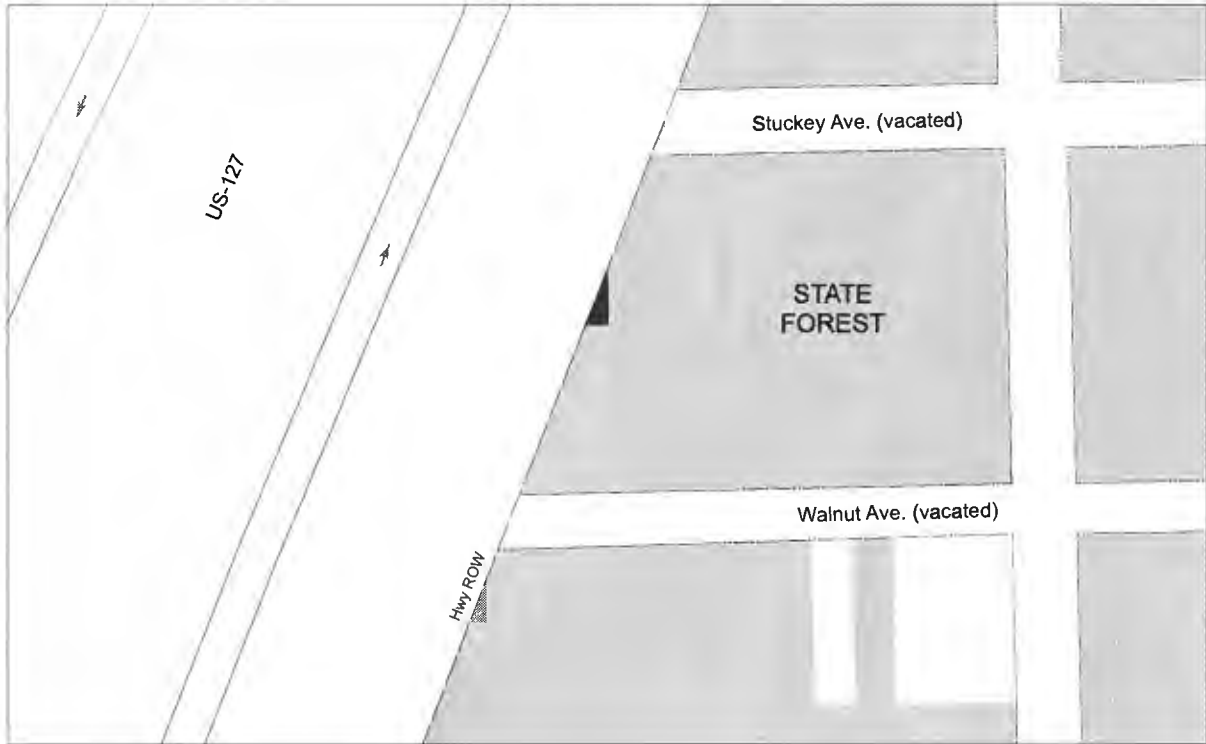 Stuckey Ave. (vacated)
US-127
STATE
FOREST
Walnut Ave. (vacated)
Hwy ROW